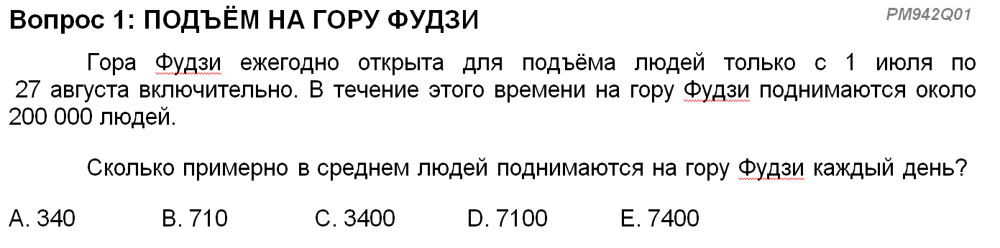 Вопрос 1: ПОДЪЁМ НА ГОРУ ФУДЗИ
PM942Q01
Гора Фудзи ежегодно открыта для подъёма людей только с 1 июля по
27 августа включительно. В течение этого времени на гору Фудзи поднимаются около
200 000 людей.
Сколько примерно в среднем людей поднимаются на гору Фудзи каждый день?
A. 340 B. 710 C. 3400 D. 7100 E. 7400